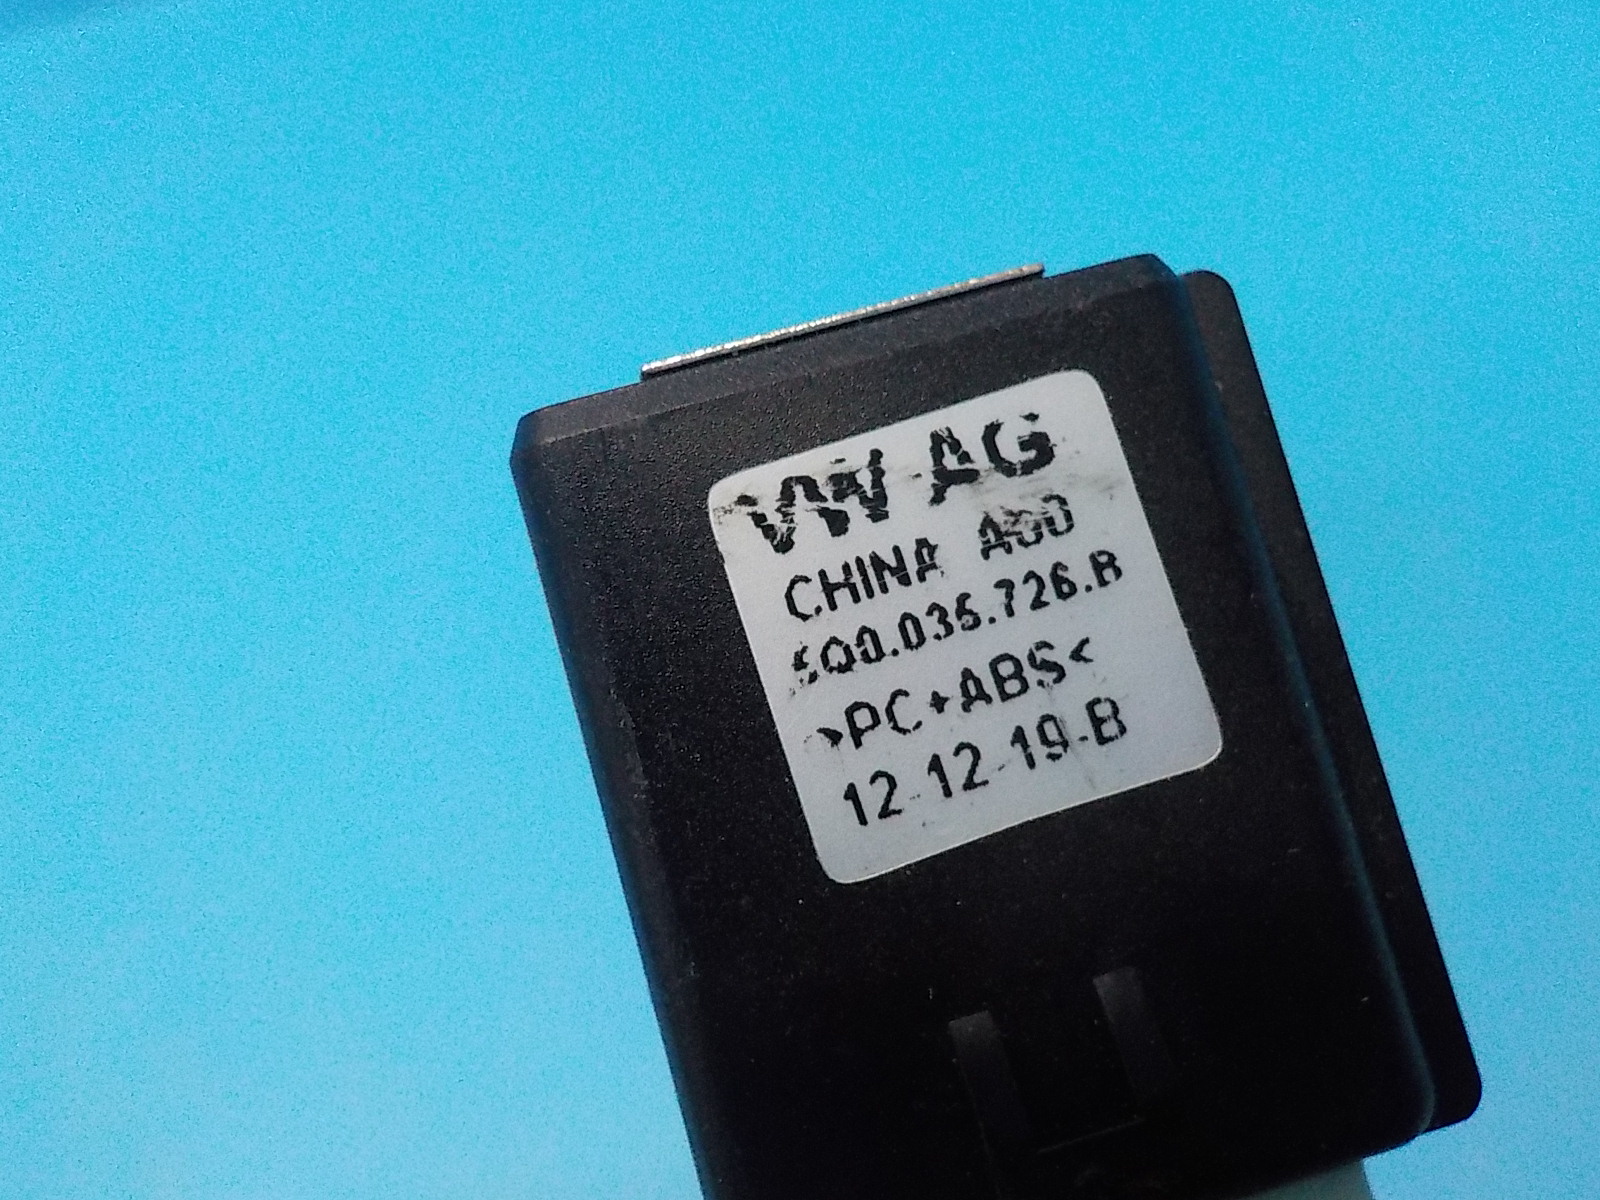 VW AG
CHINA A00
5Q0.035.726.B
>PC+ABS<
12.12.19.B